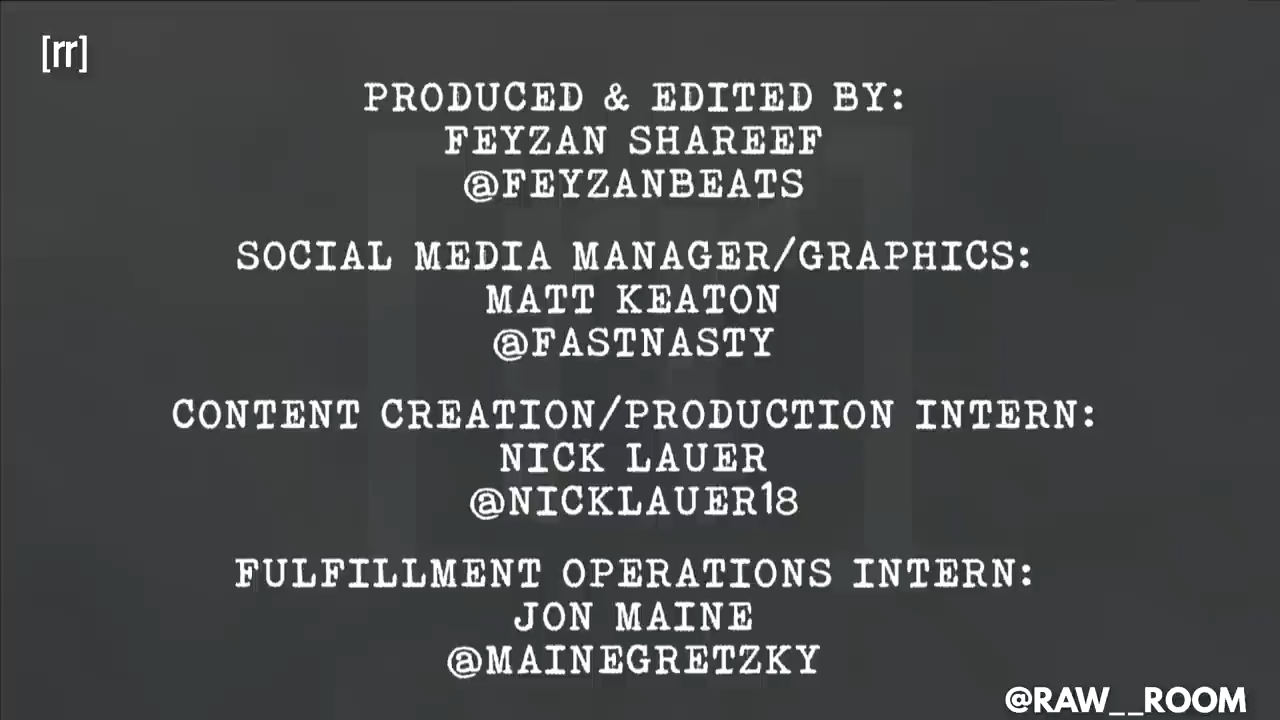 [rr]
PRODUCED & EDITED BY:
FEYZAN SHAREEF
@FEYZANBEATS
SOCIAL MEDIA MANAGER/GRAPHICS:
MATT KEATON
@FASTNASTY
CONTENT CREATION/PRODUCTION INTERN:
NICK LAUER
@NICKLAUER18
FULFILLMENT OPERATIONS INTERN:
JON MAINE
@MAINEGRETZKY
@RAW__ROOM